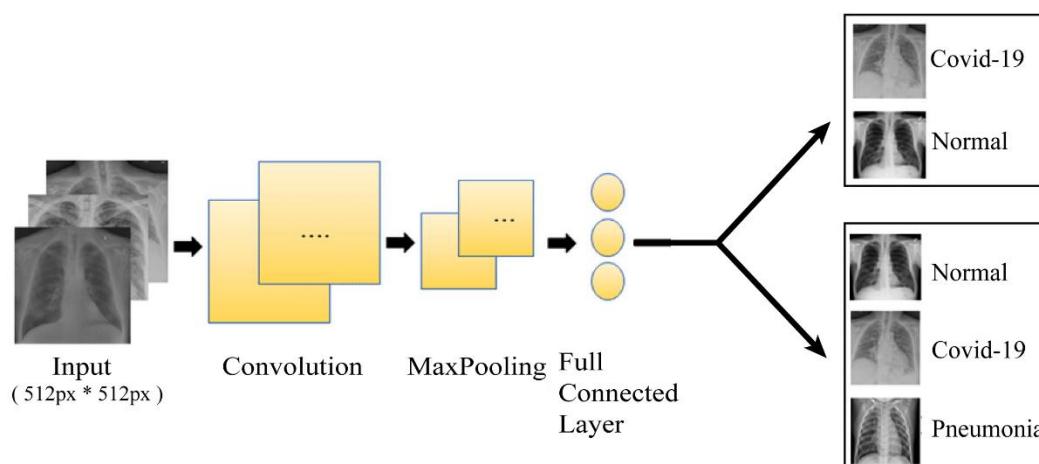 Covid-19
Normal
Normal
Covid-19
Pneumonia
....
...
Input
( 512px * 512px )
Convolution
MaxPooling
Full
Connected
Layer